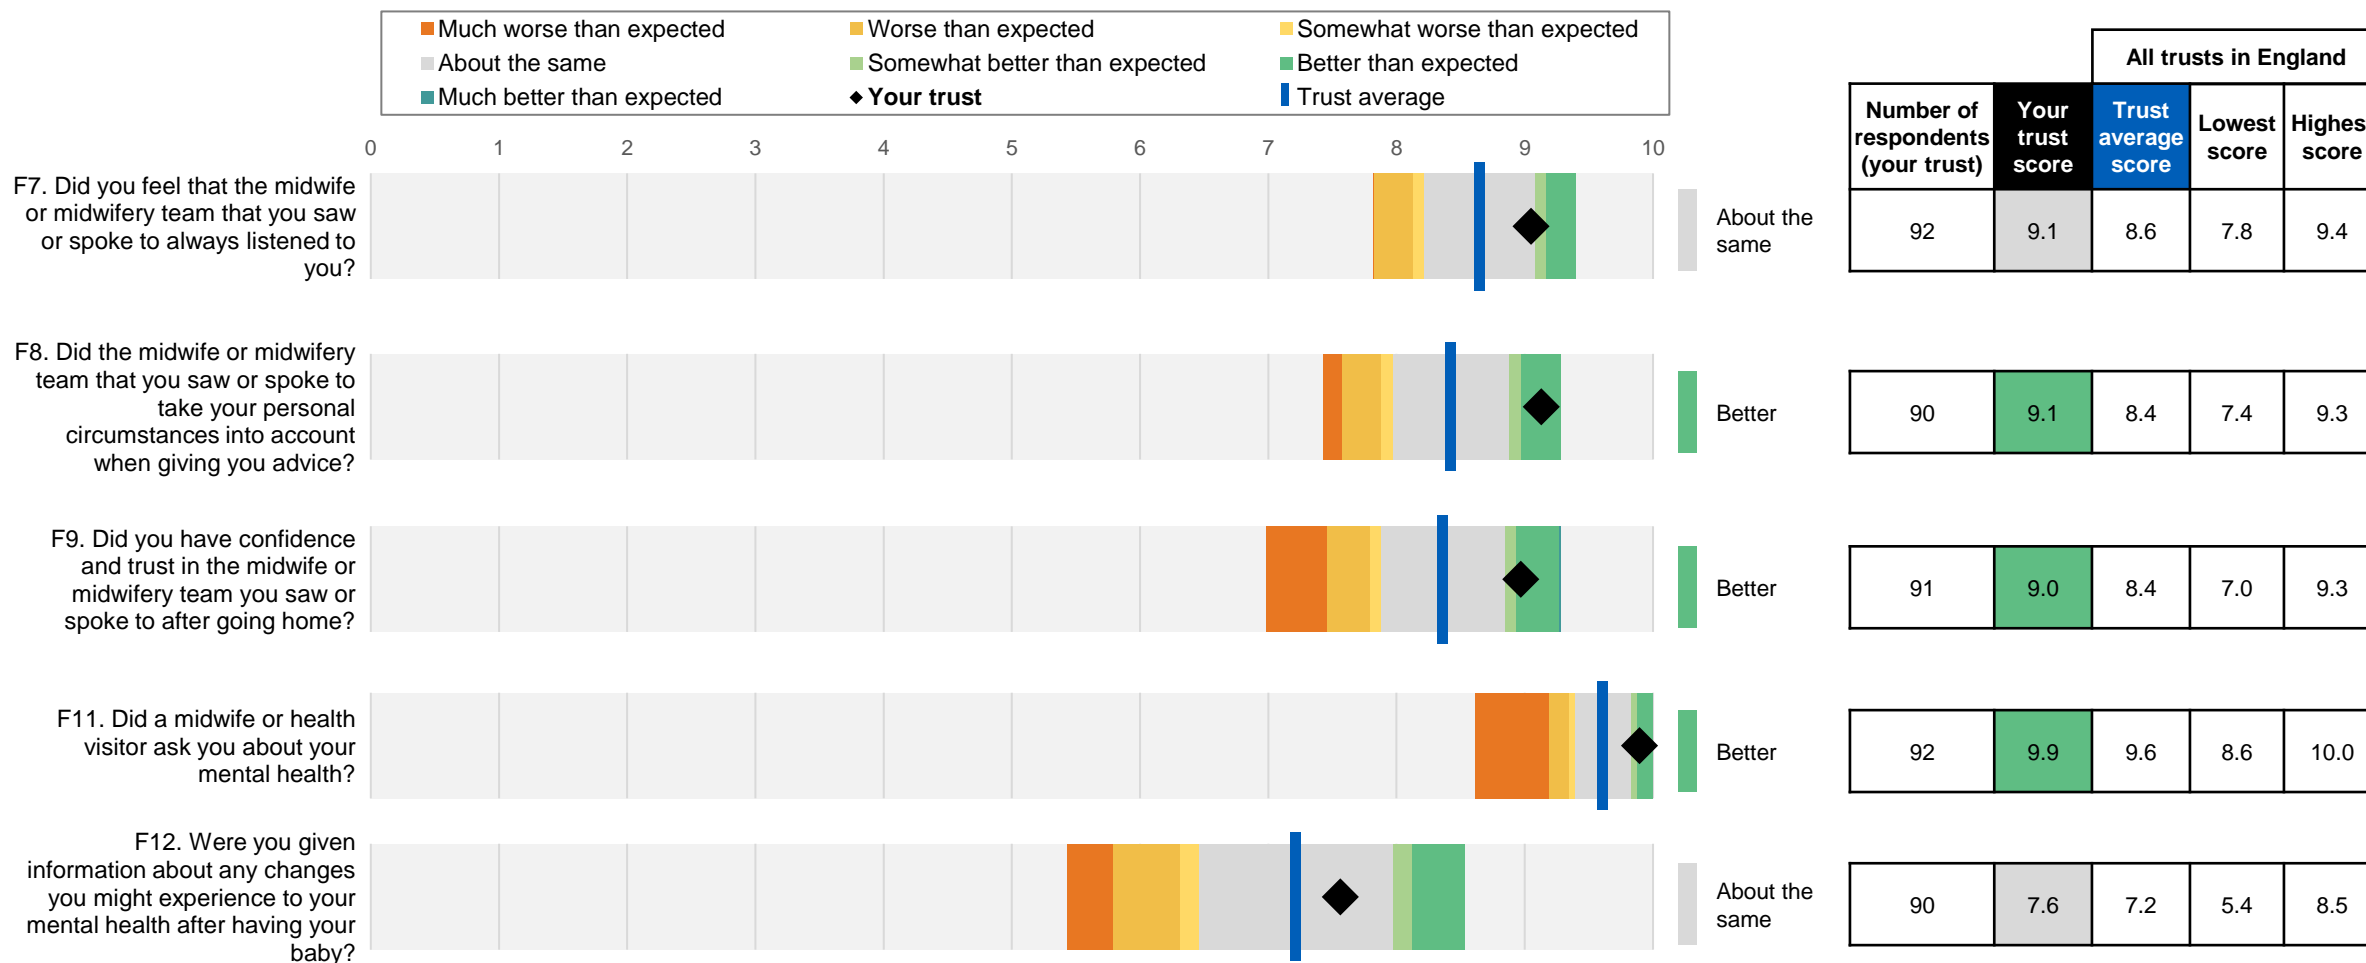 Much worse than expected
Worse than expected
Somewhat worse than expected
About the same
Somewhat better than expected
Better than expected
Much better than expected
Your trust
Trust average
All trusts in England
Number of respondents (your trust)
Your trust score
Trust average score
Lowest score
Highes score
0 1 2 3 4 5 6 7 8 9 10
F7. Did you feel that the midwife
or midwifery team that you saw
or spoke to always listened to
you?
About the
same
92 9.1 8.6 7.8 9.4
F8. Did the midwife or midwifery
team that you saw or spoke to
take your personal
circumstances into account
when giving you advice?
Better
90 9.1 8.4 7.4 9.3
F9. Did you have confidence
and trust in the midwife or
midwifery team you saw or
spoke to after going home?
Better
91 9.0 8.4 7.0 9.3
F11. Did a midwife or health
visitor ask you about your
mental health?
Better
92 9.9 9.6 8.6 10.0
F12. Were you given
information about any changes
you might experience to your
mental health after having your
baby?
About the
same
90 7.6 7.2 5.4 8.5